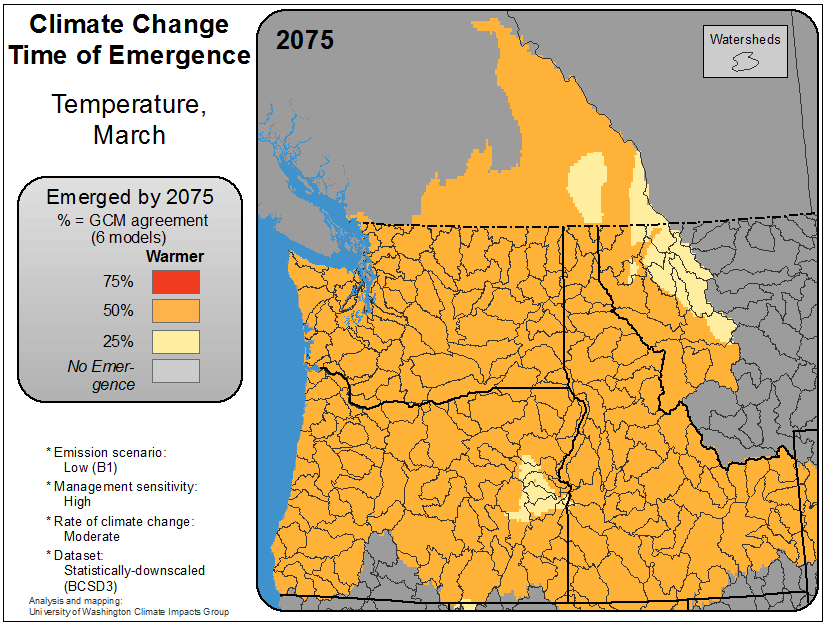 Climate Change
Time of Emergence
Temperature,
March
Emerged by 2075
% = GCM agreement
(6 models)
Warmer
75%
50%
25%
No Emer-
gence
* Emission scenario:
Low (B1)
* Management sensitivity:
High
* Rate of climate change:
Moderate
* Dataset:
Statistically-downscaled
(BCSD3)
Analysis and mapping:
University of Washington Climate Impacts Group
2075
Watersheds